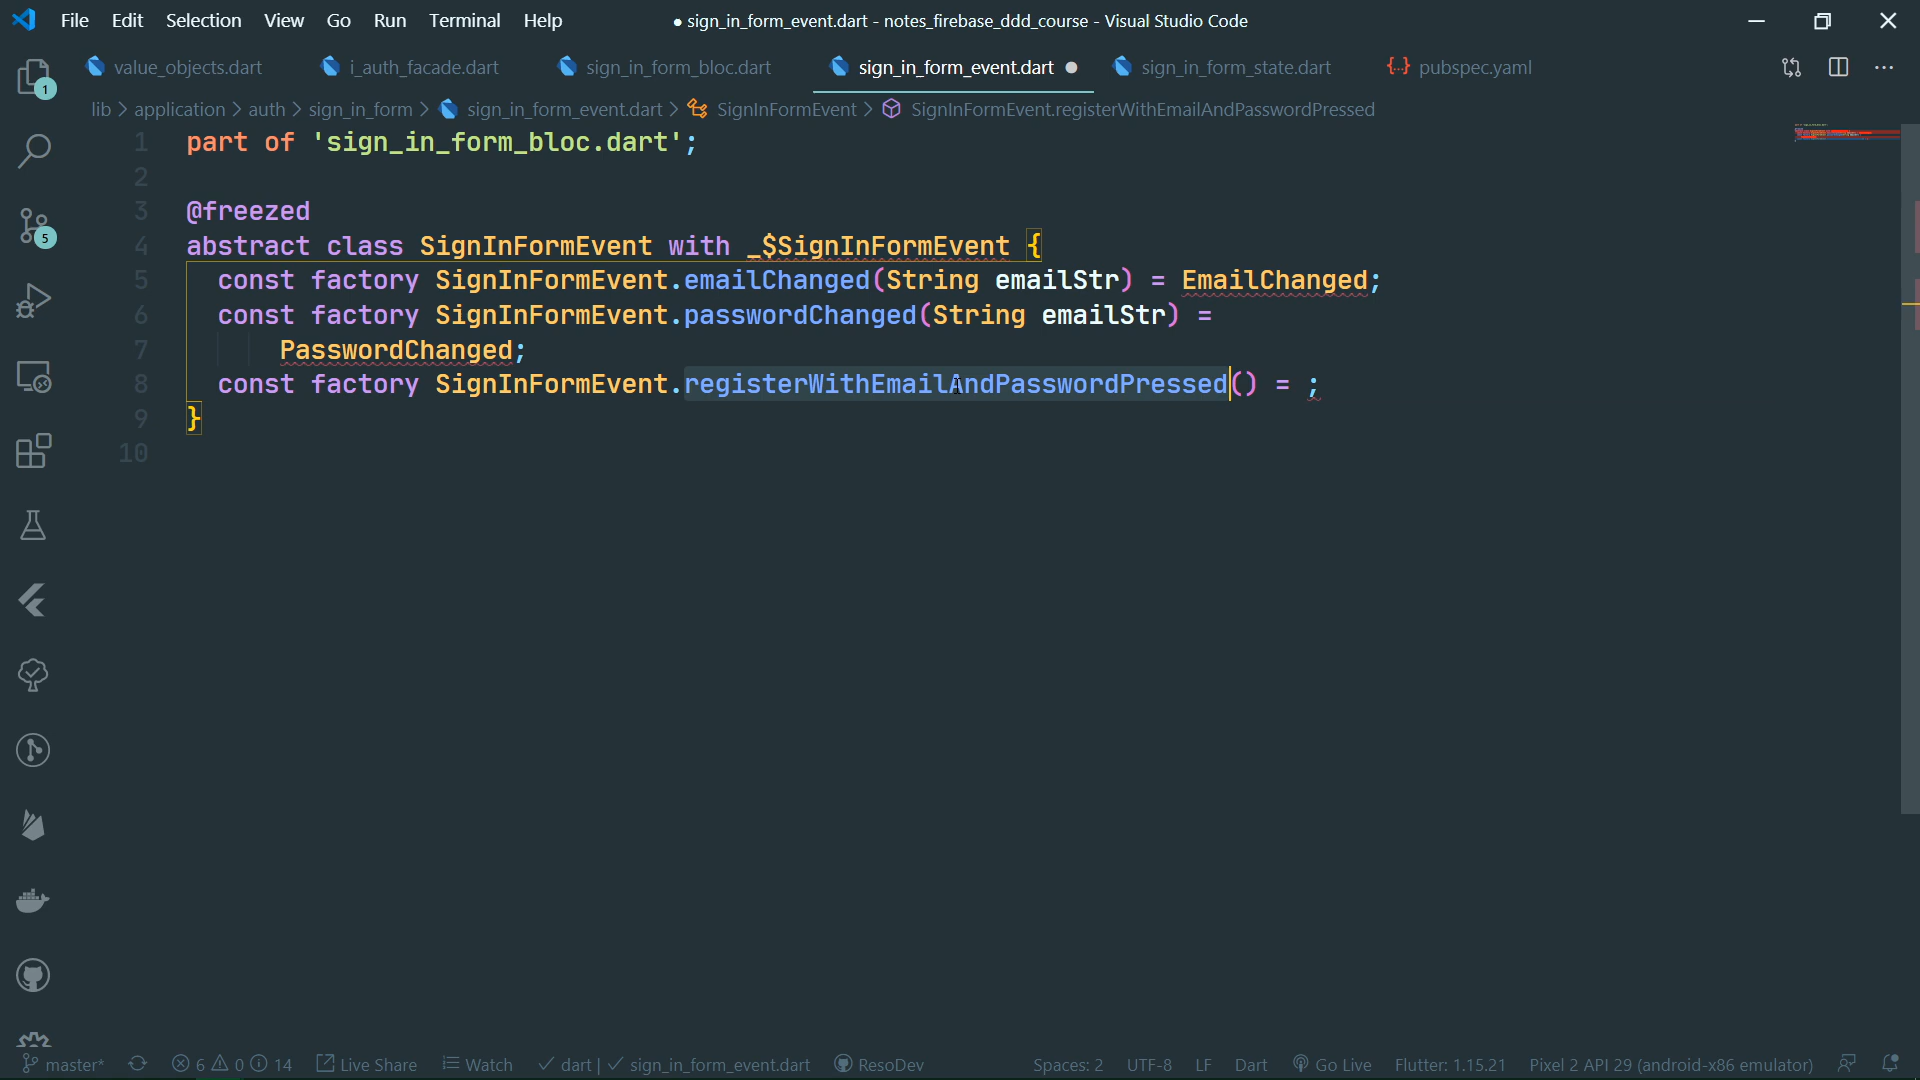 File Edit Selection View Go Run Terminal Help ● sign_in_form_event.dart - notes_firebase_ddd_course - Visual Studio Code
value_objects.dart i_auth_facade.dart sign_in_form_bloc.dart sign_in_form_event.dart ● sign_in_form_state.dart {..} pubspec.yaml ...
lib > application > auth > sign_in_form > sign_in_form_event.dart > SignInFormEvent > SignInFormEvent.registerWithEmailAndPasswordPressed
1 part of 'sign_in_form_bloc.dart';
2
3 @freezed
4 abstract class SignInFormEvent with _$SignInFormEvent {
5 const factory SignInFormEvent.emailChanged(String emailStr) = EmailChanged;
6 const factory SignInFormEvent.passwordChanged(String emailStr) =
7 PasswordChanged;
8 const factory SignInFormEvent.registerWithEmailAndPasswordPressed() = ;
9 }
10
1
5
master* 6 0 14 Live Share Watch ✓ dart | ✓ sign_in_form_event.dart ResoDev Spaces: 2 UTF-8 LF Dart Go Live Flutter: 1.15.21 Pixel 2 API 29 (android-x86 emulator)